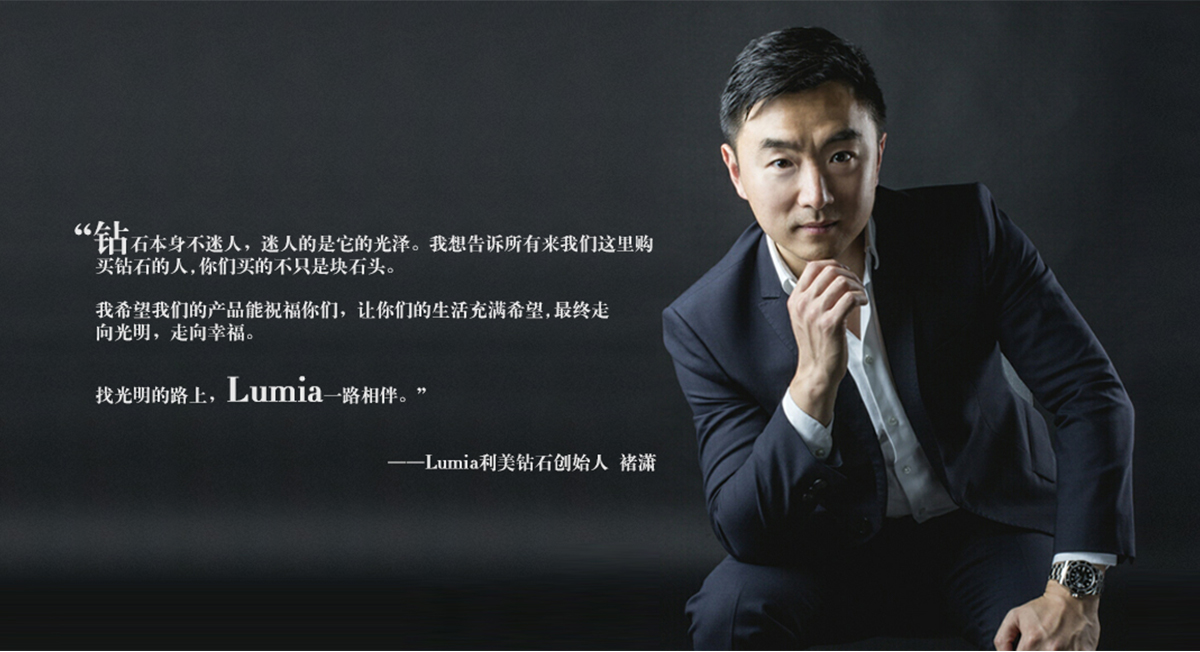 “钻石本身不迷人，迷人的是它的光泽。我想告诉所有来我们这里购
买钻石的人,你们买的不只是块石头。
我希望我们的产品能祝福你们，让你们的生活充满希望,最终走
向光明，走向幸福。
找光明的路上，Lumia一路相伴。”
——Lumia利美钻石创始人 褚潇